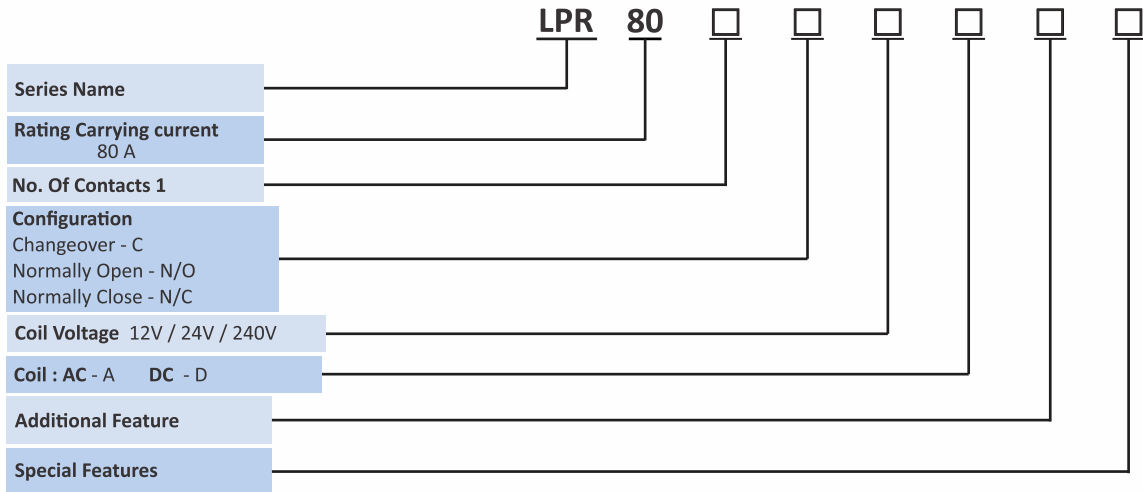 LPR 80 □ □ □ □ □ □
Series Name
Rating Carrying current
80 A
No. Of Contacts 1
Configuration
Changeover - C
Normally Open - N/O
Normally Close - N/C
Coil Voltage 12V / 24V / 240V
Coil : AC - A DC - D
Additional Feature
Special Features